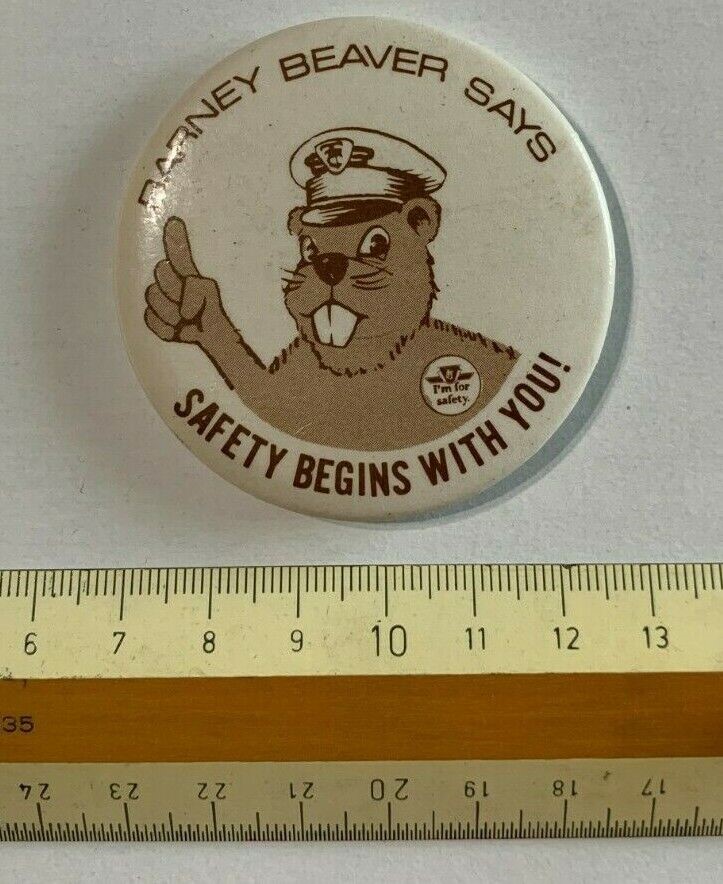 BARNEY BEAVER SAYS
TTC
I'm for
safety.
SAFETY BEGINS WITH YOU!
6 7 8 9 10 11 12 13
35
24 23 22 21 20 19 18 17